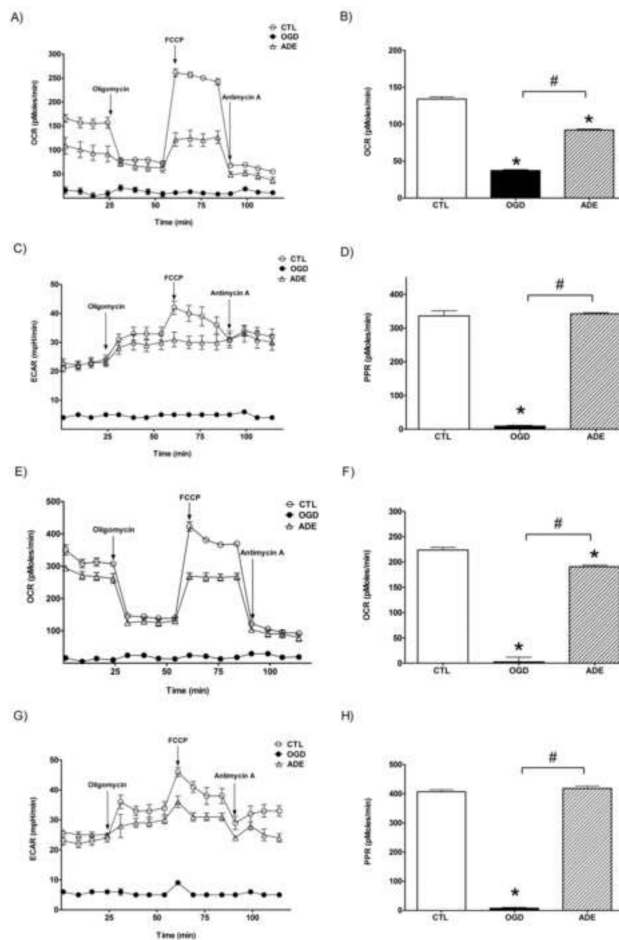 A)
CTL
OGD
ADE
FCCP
Oligomycin
Antimycin A
OCR (pMoles/min)
300
250
200
150
100
50
25 50 75 100
Time (min)
B)
OCR (pMoles/min)
200
150
100
50
0
#
* *
CTL OGD ADE
C)
CTL
OGD
ADE
FCCP
Oligomycin
Antimycin A
ECAR (mpH/min)
50
40
30
20
10
25 50 75 100
Time (min)
D)
PPR (pMoles/min)
400
300
200
100
0
#
*
CTL OGD ADE
E)
CTL
OGD
ADE
FCCP
Oligomycin
Antimycin A
OCR (pMoles/min)
500
400
300
200
100
25 50 75 100
Time (min)
F)
OCR (pMoles/min)
300
250
200
150
100
50
0
#
* *
CTL OGD ADE
G)
CTL
OGD
ADE
FCCP
Oligomycin
Antimycin A
ECAR (mpH/min)
50
40
30
20
10
25 50 75 100
Time (min)
H)
PPR (pMoles/min)
500
400
300
200
100
0
#
*
CTL OGD ADE